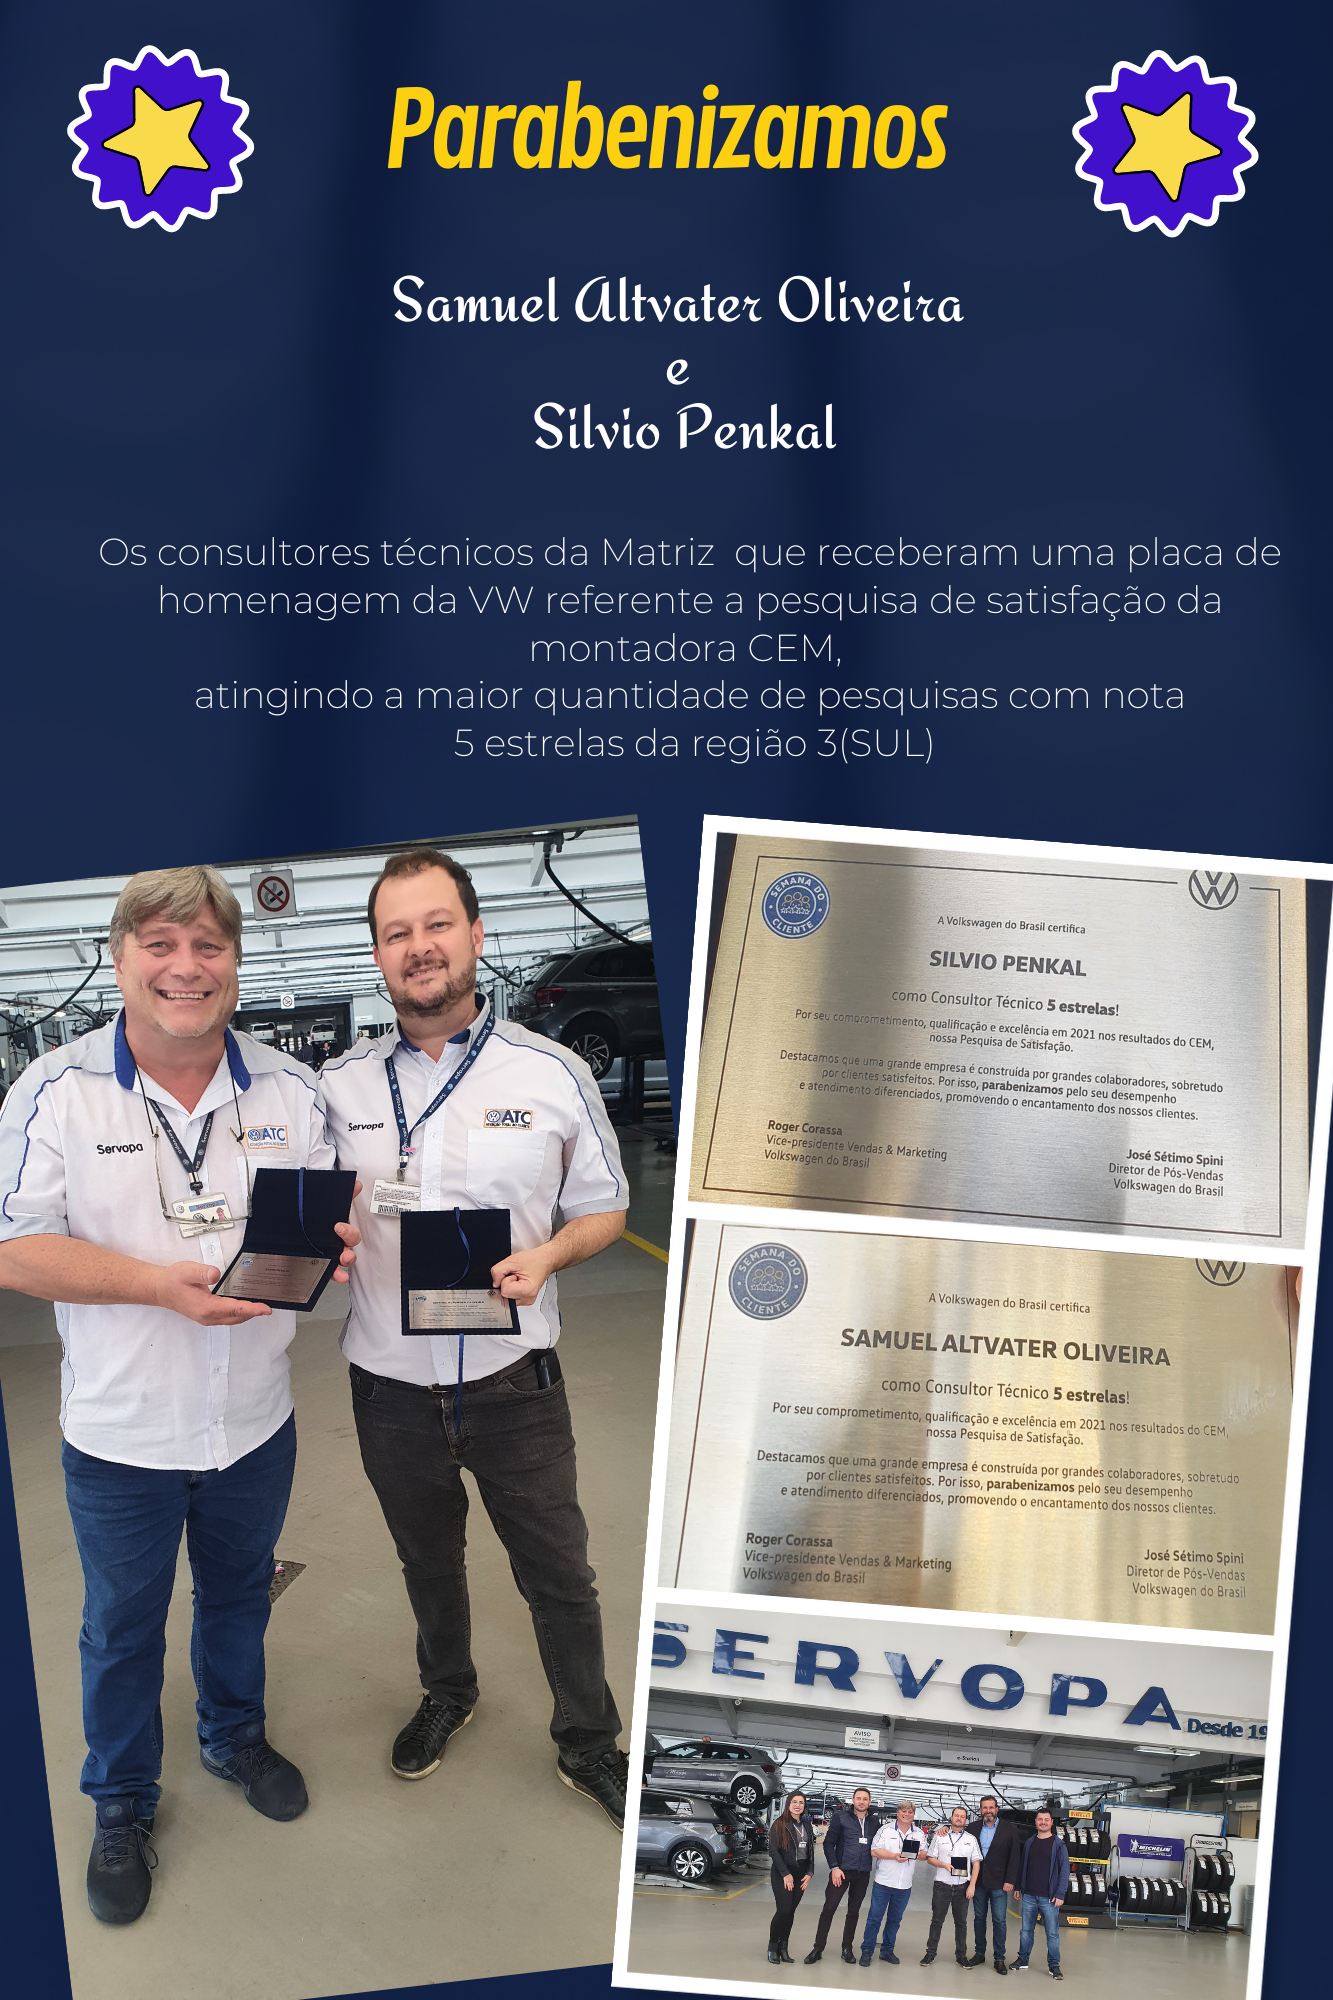 Parabenizamos
Samuel Altvater Oliveira
e
Silvio Penkal
Os consultores técnicos da Matriz que receberam uma placa de
homenagem da VW referente a pesquisa de satisfação da
montadora CEM,
atingindo a maior quantidade de pesquisas com nota
5 estrelas da região 3(SUL)
Servopa
ATC
Servopa
ATC
SEMANA DO
CLIENTE
A Volkswagen do Brasil certifica
SILVIO PENKAL
como Consultor Técnico 5 estrelas!
Por seu comprometimento, qualificação e excelência em 2021 nos resultados do CEM,
nossa Pesquisa de Satisfação.
Destacamos que uma grande empresa é construída por grandes colaboradores, sobretudo
por clientes satisfeitos. Por isso, parabenizamos pelo seu desempenho
e atendimento diferenciados, promovendo o encantamento dos nossos clientes.
Roger Corassa
Vice-presidente Vendas & Marketing
Volkswagen do Brasil
José Sétimo Spini
Diretor de Pós-Vendas
Volkswagen do Brasil
SEMANA DO
CLIENTE
A Volkswagen do Brasil certifica
SAMUEL ALTVATER OLIVEIRA
como Consultor Técnico 5 estrelas!
Por seu comprometimento, qualificação e excelência em 2021 nos resultados do CEM,
nossa Pesquisa de Satisfação.
Destacamos que uma grande empresa é construída por grandes colaboradores, sobretudo
por clientes satisfeitos. Por isso, parabenizamos pelo seu desempenho
e atendimento diferenciados, promovendo o encantamento dos nossos clientes.
Roger Corassa
Vice-presidente Vendas & Marketing
Volkswagen do Brasil
José Sétimo Spini
Diretor de Pós-Vendas
Volkswagen do Brasil
SERVOPA
Desde 19
AVISO
MICHELIN
BRIDGESTONE
PIRELLI